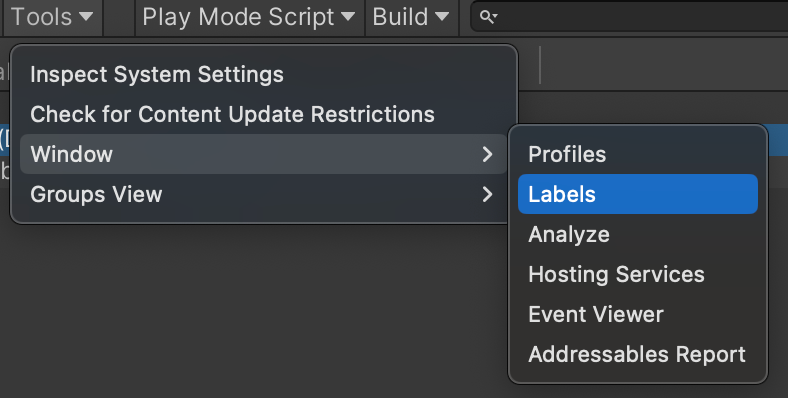 Tools
Play Mode Script
Build
Inspect System Settings
Check for Content Update Restrictions
Window
Groups View
Profiles
Labels
Analyze
Hosting Services
Event Viewer
Addressables Report